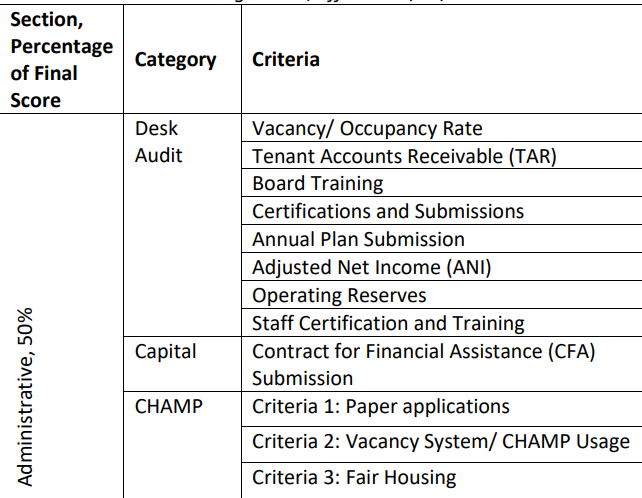 Section,
Percentage
of Final
Score
Category
Criteria
Administrative, 50%
Desk
Audit
Vacancy/ Occupancy Rate
Tenant Accounts Receivable (TAR)
Board Training
Certifications and Submissions
Annual Plan Submission
Adjusted Net Income (ANI)
Operating Reserves
Staff Certification and Training
Capital
Contract for Financial Assistance (CFA)
Submission
CHAMP
Criteria 1: Paper applications
Criteria 2: Vacancy System/ CHAMP Usage
Criteria 3: Fair Housing